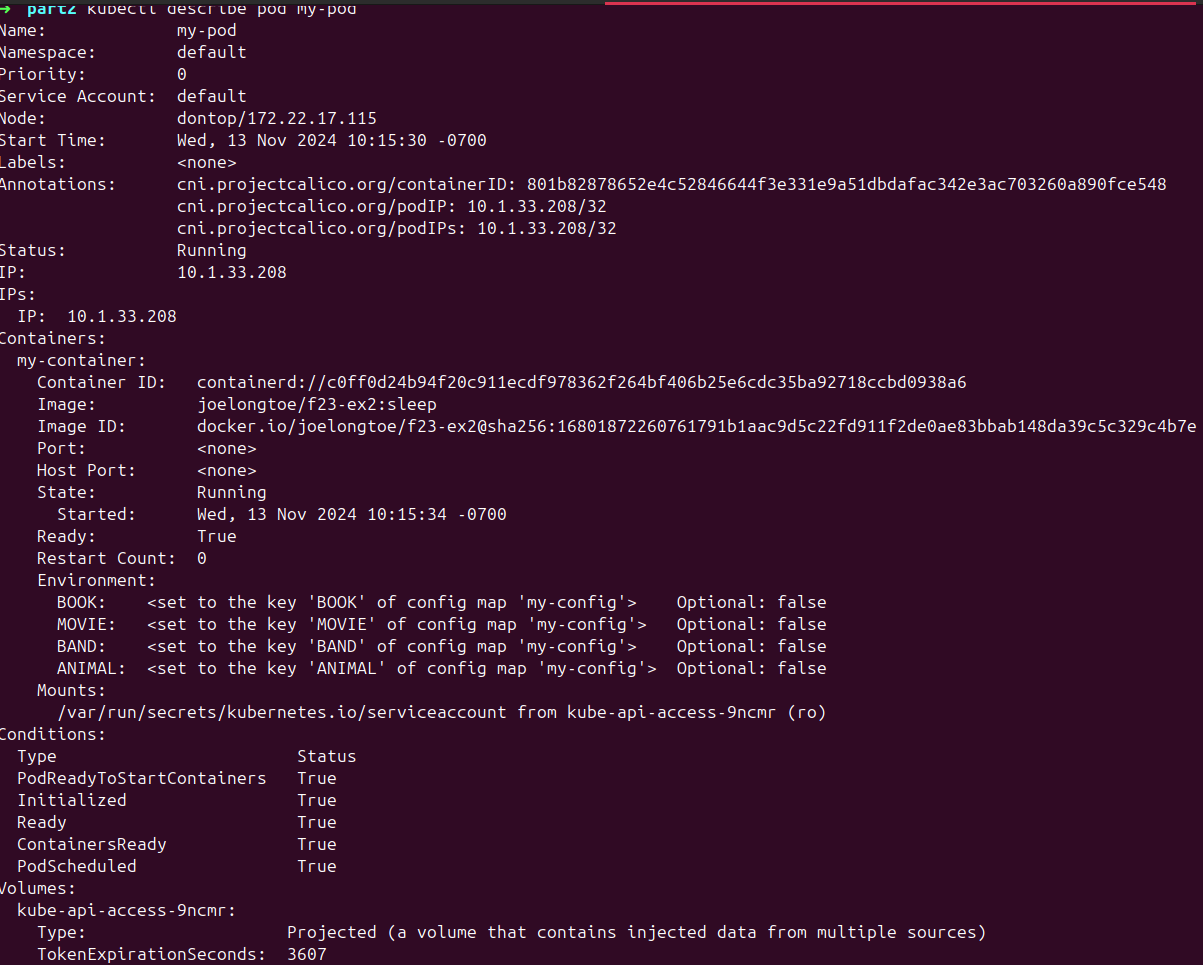 ➜ part2 kubectl describe pod my-pod
Name:             my-pod
Namespace:        default
Priority:         0
Service Account:  default
Node:             dontop/172.22.17.115
Start Time:       Wed, 13 Nov 2024 10:15:30 -0700
Labels:           <none>
Annotations:      cni.projectcalico.org/containerID: 801b82878652e4c52846644f3e331e9a51dbdafac342e3ac703260a890fce548
                  cni.projectcalico.org/podIP: 10.1.33.208/32
                  cni.projectcalico.org/podIPs: 10.1.33.208/32
Status:           Running
IP:               10.1.33.208
IPs:
  IP:  10.1.33.208
Containers:
  my-container:
    Container ID:   containerd://c0ff0d24b94f20c911ecdf978362f264bf406b25e6cdc35ba92718ccbd0938a6
    Image:          joelongtoe/f23-ex2:sleep
    Image ID:       docker.io/joelongtoe/f23-ex2@sha256:16801872260761791b1aac9d5c22fd911f2de0ae83bbab148da39c5c329c4b7e
    Port:           <none>
    Host Port:      <none>
    State:          Running
      Started:      Wed, 13 Nov 2024 10:15:34 -0700
    Ready:          True
    Restart Count:  0
    Environment:
      BOOK:    <set to the key 'BOOK' of config map 'my-config'>    Optional: false
      MOVIE:   <set to the key 'MOVIE' of config map 'my-config'>   Optional: false
      BAND:    <set to the key 'BAND' of config map 'my-config'>    Optional: false
      ANIMAL:  <set to the key 'ANIMAL' of config map 'my-config'>  Optional: false
    Mounts:
      /var/run/secrets/kubernetes.io/serviceaccount from kube-api-access-9ncmr (ro)
Conditions:
  Type                        Status
  PodReadyToStartContainers   True
  Initialized                 True
  Ready                       True
  ContainersReady             True
  PodScheduled                True
Volumes:
  kube-api-access-9ncmr:
    Type:                    Projected (a volume that contains injected data from multiple sources)
    TokenExpirationSeconds:  3607